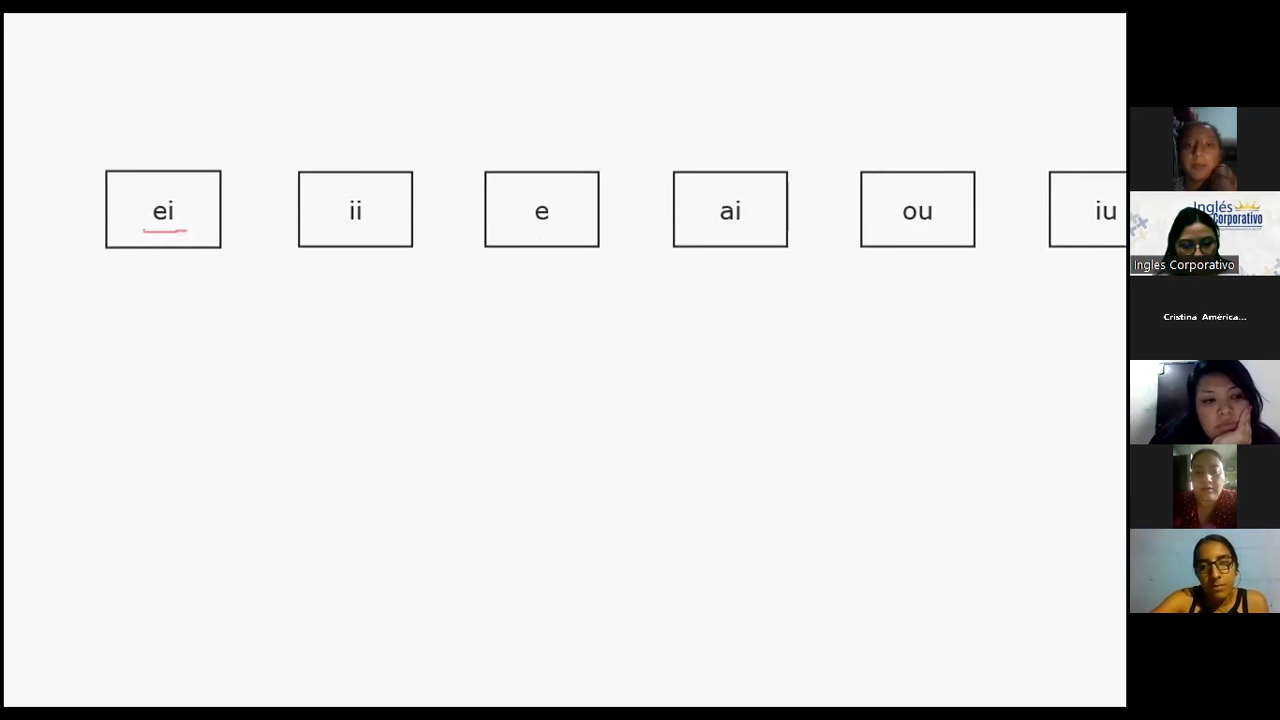 ei ii e ai ou iu
Inglés
Corporativo
Ingles Corporativo
Cristina América...